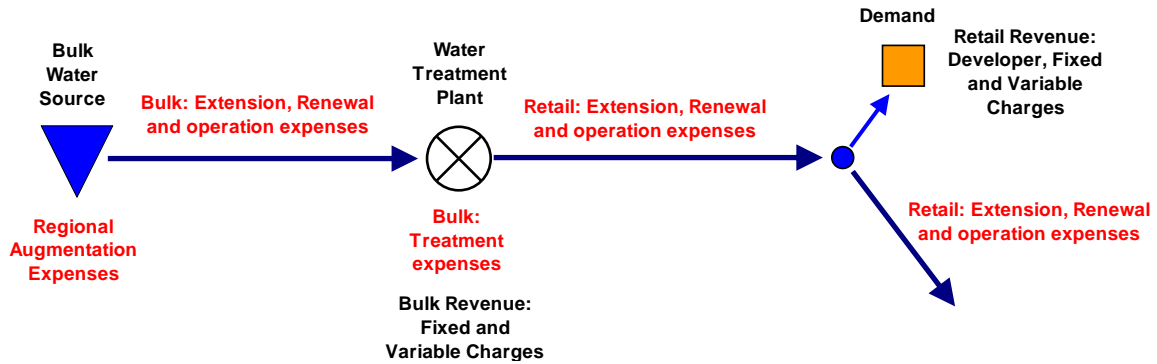 Bulk
Water
Source
Bulk: Extension, Renewal
and operation expenses
Regional
Augmentation
Expenses
Water
Treatment
Plant
Bulk:
Treatment
expenses
Bulk Revenue:
Fixed and
Variable Charges
Retail: Extension, Renewal
and operation expenses
Demand
Retail Revenue:
Developer, Fixed
and Variable
Charges
Retail: Extension, Renewal
and operation expenses